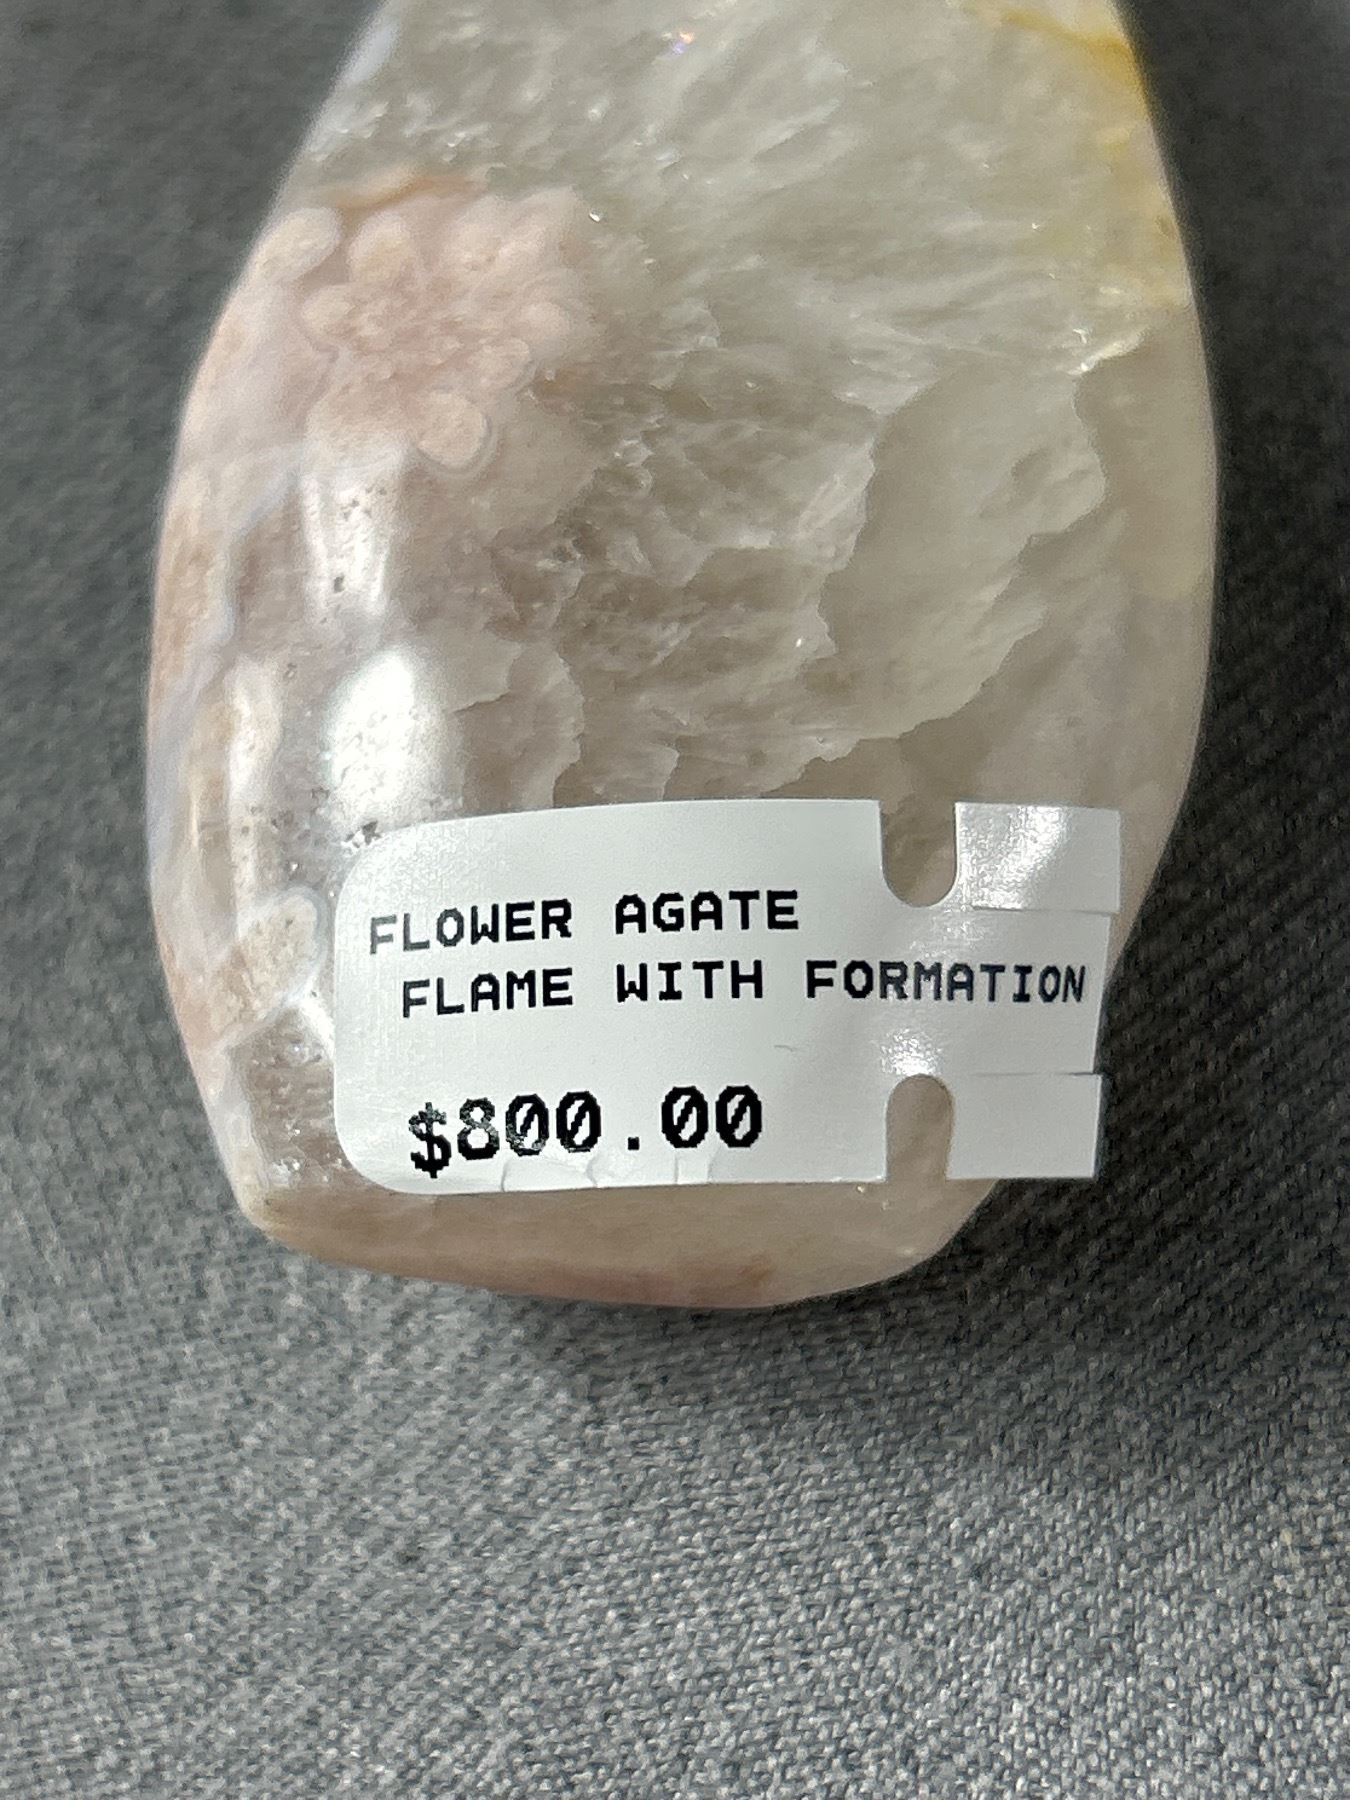 FLOWER AGATE
FLAME WITH FORMATION
$800.00